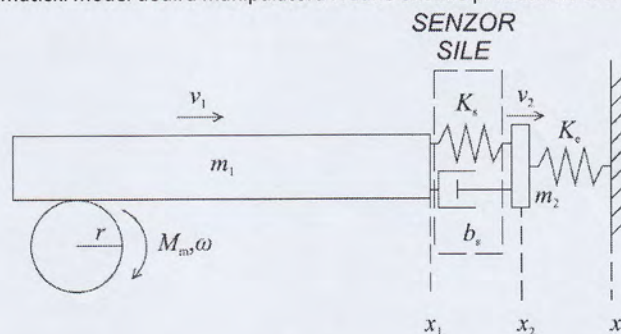 SENZOR
SILE
v₁ Kₛ v₂ Kₑ
m₁ m₂
r Mₘ,ω bₛ
x₁ x₂ x